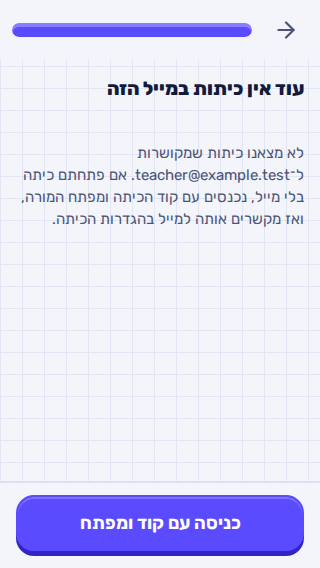 עוד אין כיתות במייל הזה
לא מצאנו כיתות שמקושרות
ל־teacher@example.test. אם פתחתם כיתה
בלי מייל, נכנסים עם קוד הכיתה ומפתח המורה,
ואז מקשרים אותה למייל בהגדרות הכיתה.
כניסה עם קוד ומפתח